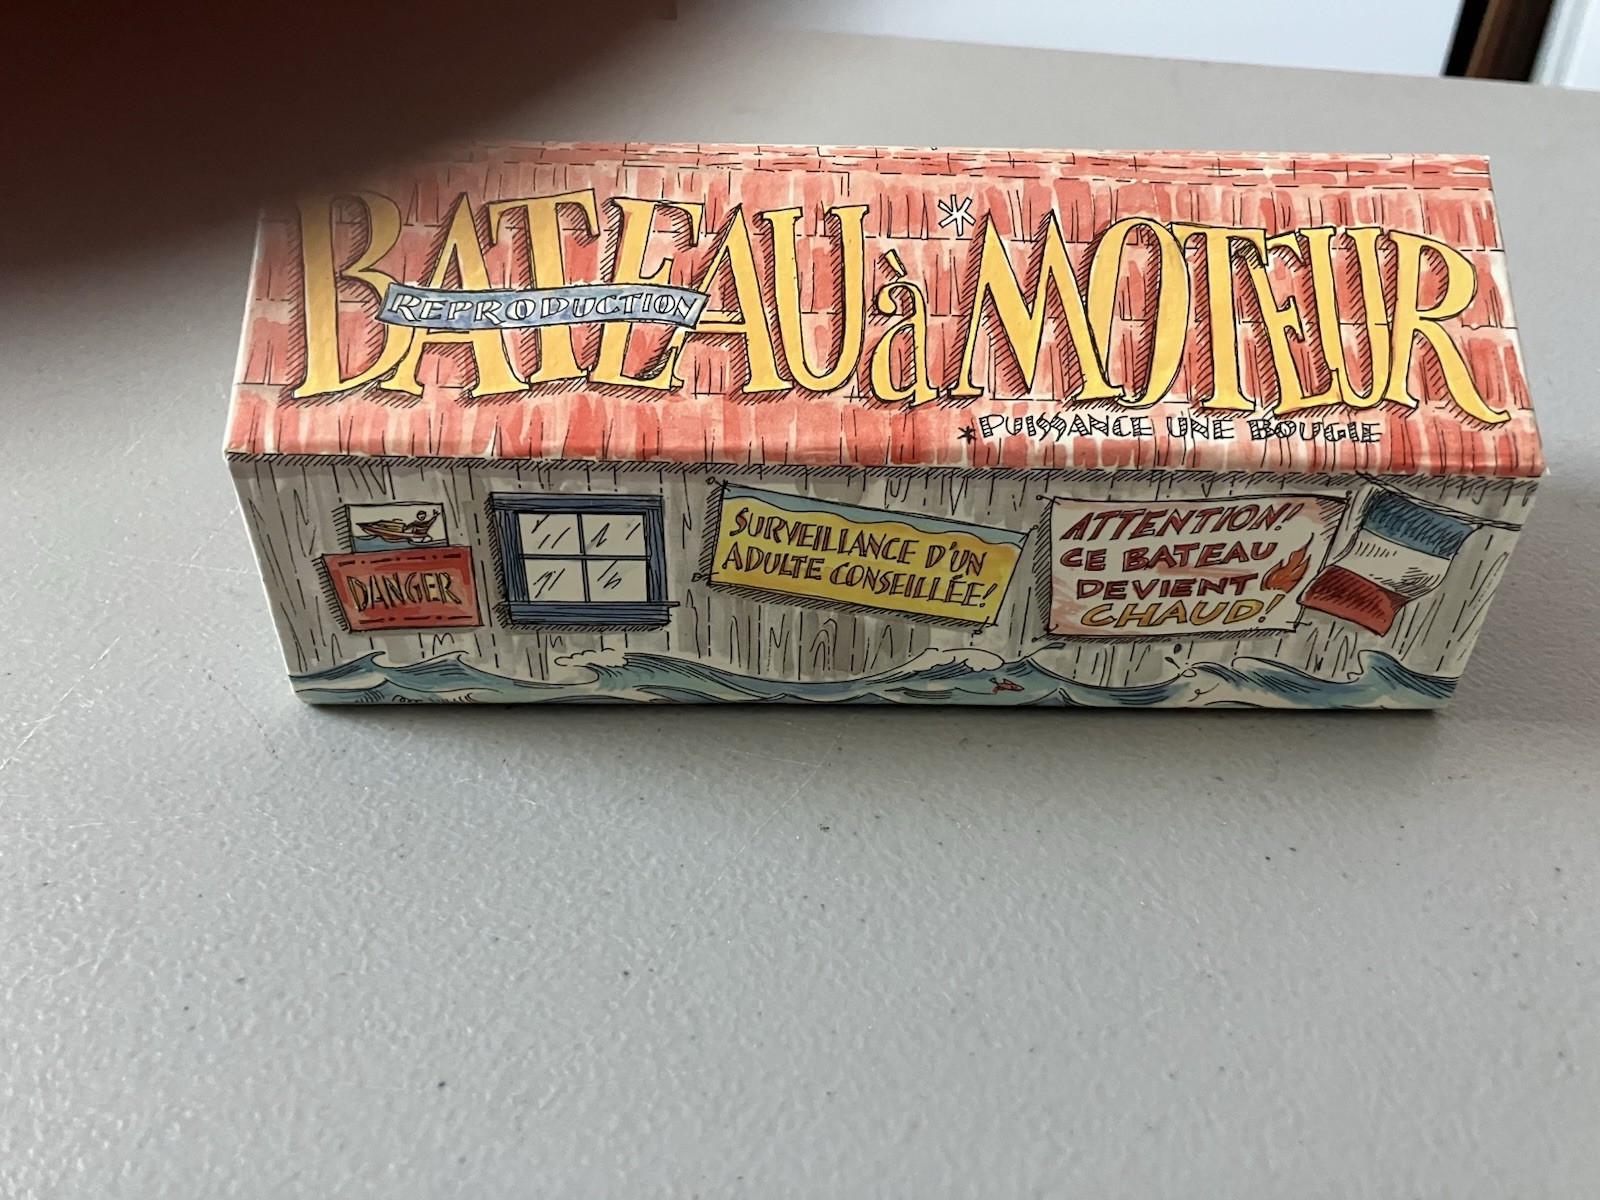 BATEAU à MOTEUR*
REPRODUCTION
*PUISSANCE UNE BOUGIE
DANGER
SURVEILLANCE D'UN
ADULTE CONSEILLÉE!
ATTENTION!
CE BATEAU
DEVIENT
CHAUD!